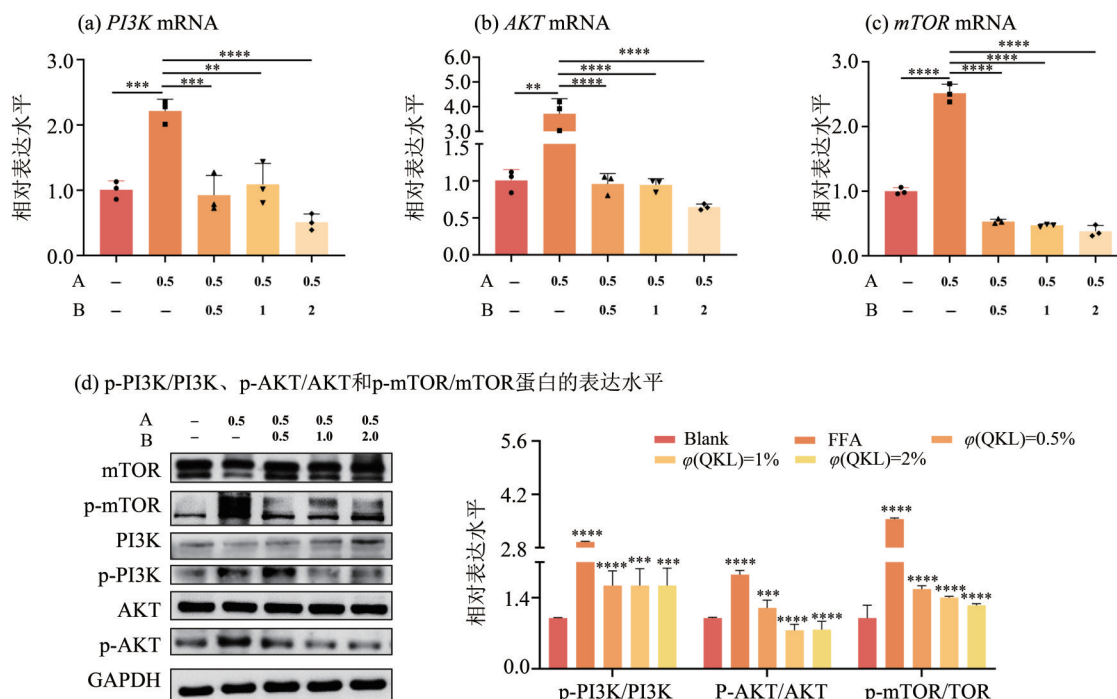 (a) PI3K mRNA
相对表达水平
3.0
2.0
1.0
0.0
****
**
***
***
A – 0.5 0.5 0.5 0.5
B – – 0.5 1 2
(b) AKT mRNA
相对表达水平
6.0
5.0
4.0
3.0
1.5
1.0
0.5
0.0
****
****
**
****
A – 0.5 0.5 0.5 0.5
B – – 0.5 1 2
(c) mTOR mRNA
相对表达水平
3.0
2.0
1.0
0.0
****
****
****
****
A – 0.5 0.5 0.5 0.5
B – – 0.5 1 2
(d) p-PI3K/PI3K、p-AKT/AKT和p-mTOR/mTOR蛋白的表达水平
A – 0.5 0.5 0.5 0.5
B – – 0.5 1.0 2.0
mTOR
p-mTOR
PI3K
p-PI3K
AKT
p-AKT
GAPDH
Blank FFA φ(QKL)=0.5%
φ(QKL)=1% φ(QKL)=2%
相对表达水平
5.6
4.2
2.8
1.4
0.0
**** **** *** ***
**** *** **** ****
**** **** **** ****
p-PI3K/PI3K P-AKT/AKT p-mTOR/TOR